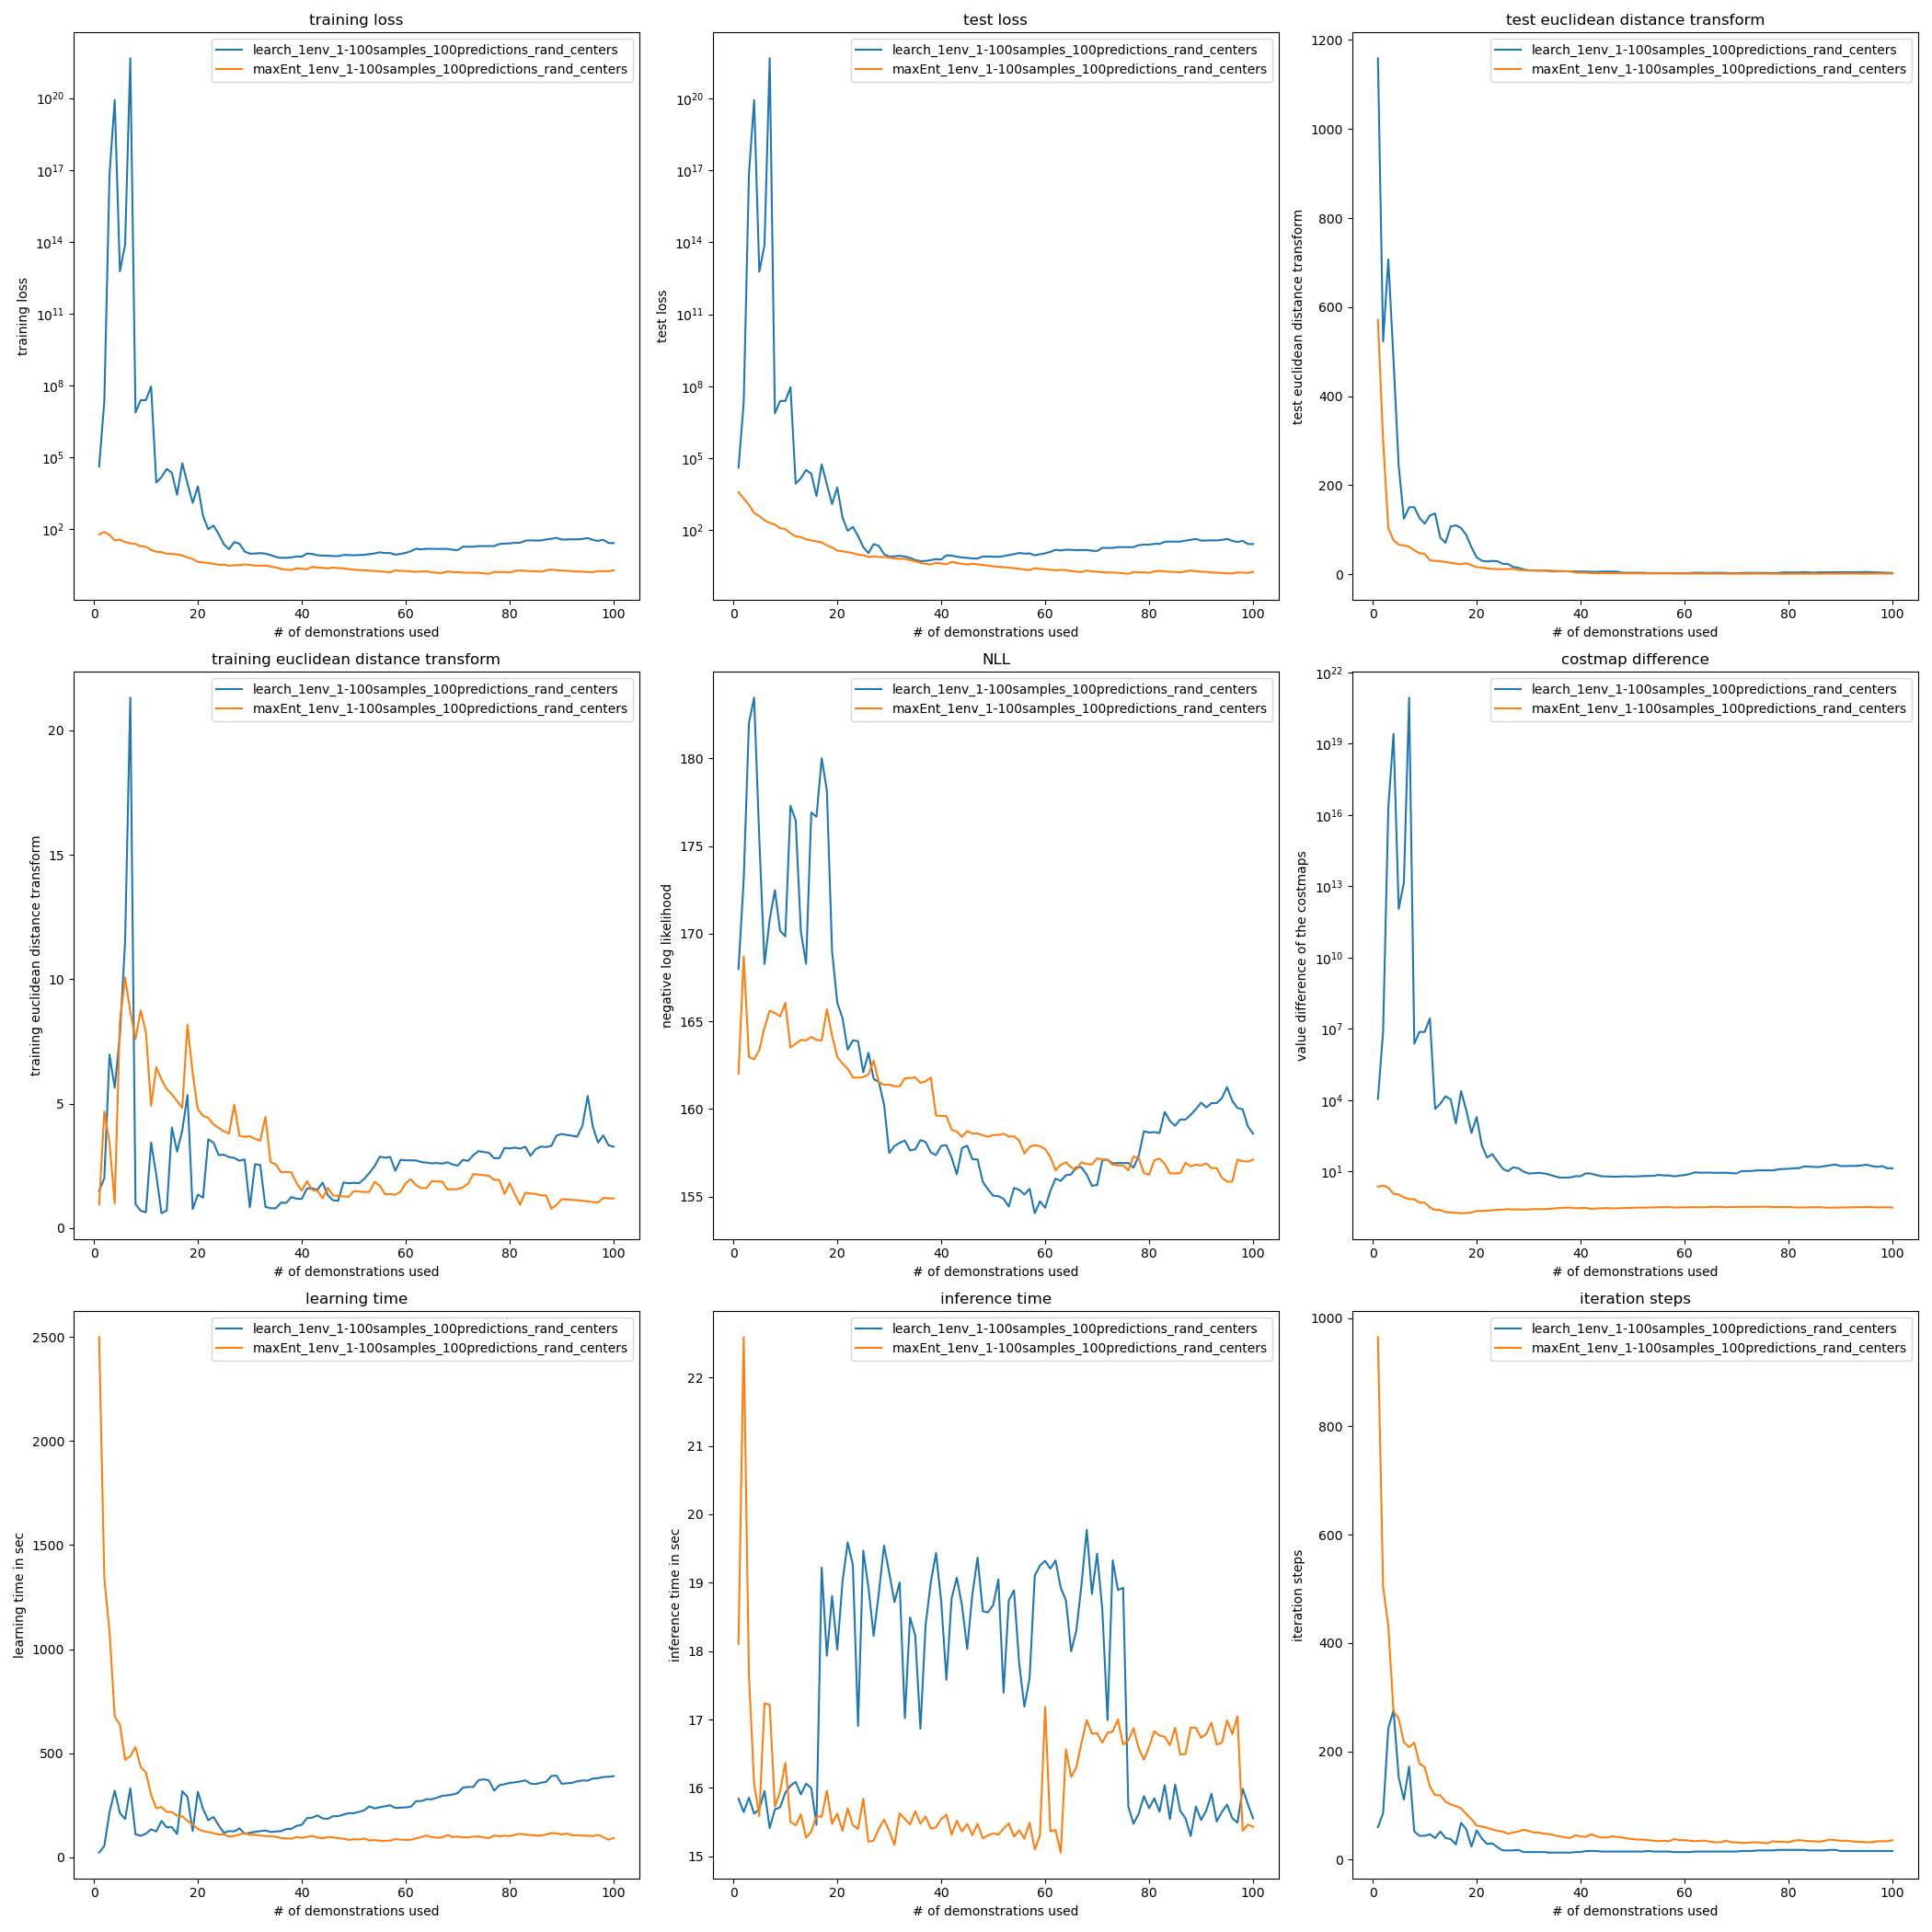 training loss
learch_1env_1-100samples_100predictions_rand_centers
maxEnt_1env_1-100samples_100predictions_rand_centers
10^20
10^17
10^14
10^11
10^8
10^5
10^2
training loss
0 20 40 60 80 100
# of demonstrations used
test loss
learch_1env_1-100samples_100predictions_rand_centers
maxEnt_1env_1-100samples_100predictions_rand_centers
10^20
10^17
10^14
10^11
10^8
10^5
10^2
test loss
0 20 40 60 80 100
# of demonstrations used
test euclidean distance transform
learch_1env_1-100samples_100predictions_rand_centers
maxEnt_1env_1-100samples_100predictions_rand_centers
1200
1000
800
600
400
200
0
test euclidean distance transform
0 20 40 60 80 100
# of demonstrations used
training euclidean distance transform
learch_1env_1-100samples_100predictions_rand_centers
maxEnt_1env_1-100samples_100predictions_rand_centers
20
15
10
5
0
training euclidean distance transform
0 20 40 60 80 100
# of demonstrations used
NLL
learch_1env_1-100samples_100predictions_rand_centers
maxEnt_1env_1-100samples_100predictions_rand_centers
180
175
170
165
160
155
negative log likelihood
0 20 40 60 80 100
# of demonstrations used
costmap difference
learch_1env_1-100samples_100predictions_rand_centers
maxEnt_1env_1-100samples_100predictions_rand_centers
10^22
10^19
10^16
10^13
10^10
10^7
10^4
10^1
value difference of the costmaps
0 20 40 60 80 100
# of demonstrations used
learning time
learch_1env_1-100samples_100predictions_rand_centers
maxEnt_1env_1-100samples_100predictions_rand_centers
2500
2000
1500
1000
500
0
learning time in sec
0 20 40 60 80 100
# of demonstrations used
inference time
learch_1env_1-100samples_100predictions_rand_centers
maxEnt_1env_1-100samples_100predictions_rand_centers
22
21
20
19
18
17
16
15
inference time in sec
0 20 40 60 80 100
# of demonstrations used
iteration steps
learch_1env_1-100samples_100predictions_rand_centers
maxEnt_1env_1-100samples_100predictions_rand_centers
1000
800
600
400
200
0
iteration steps
0 20 40 60 80 100
# of demonstrations used